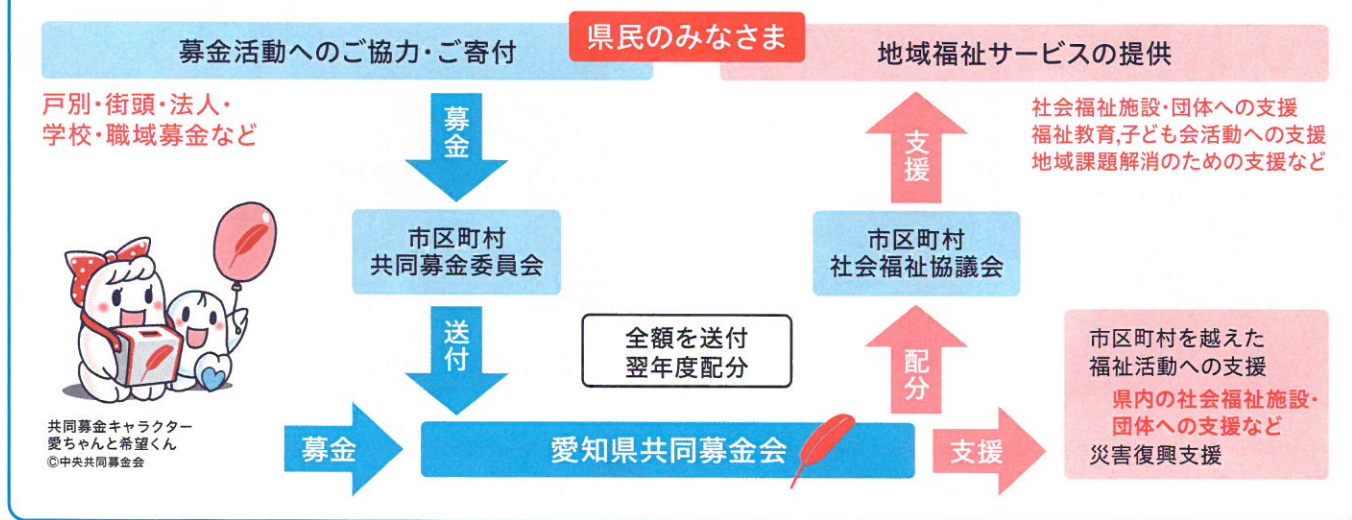 県民のみなさま
募金活動へのご協力・ご寄付
地域福祉サービスの提供
戸別・街頭・法人・
学校・職域募金など
募金
支援
社会福祉施設・団体への支援
福祉教育,子ども会活動への支援
地域課題解消のための支援など
市区町村
共同募金委員会
市区町村
社会福祉協議会
送付
全額を送付
翌年度配分
配分
市区町村を越えた
福祉活動への支援
県内の社会福祉施設・
団体への支援など
災害復興支援
共同募金キャラクター
愛ちゃんと希望くん
©中央共同募金会
募金
愛知県共同募金会
支援